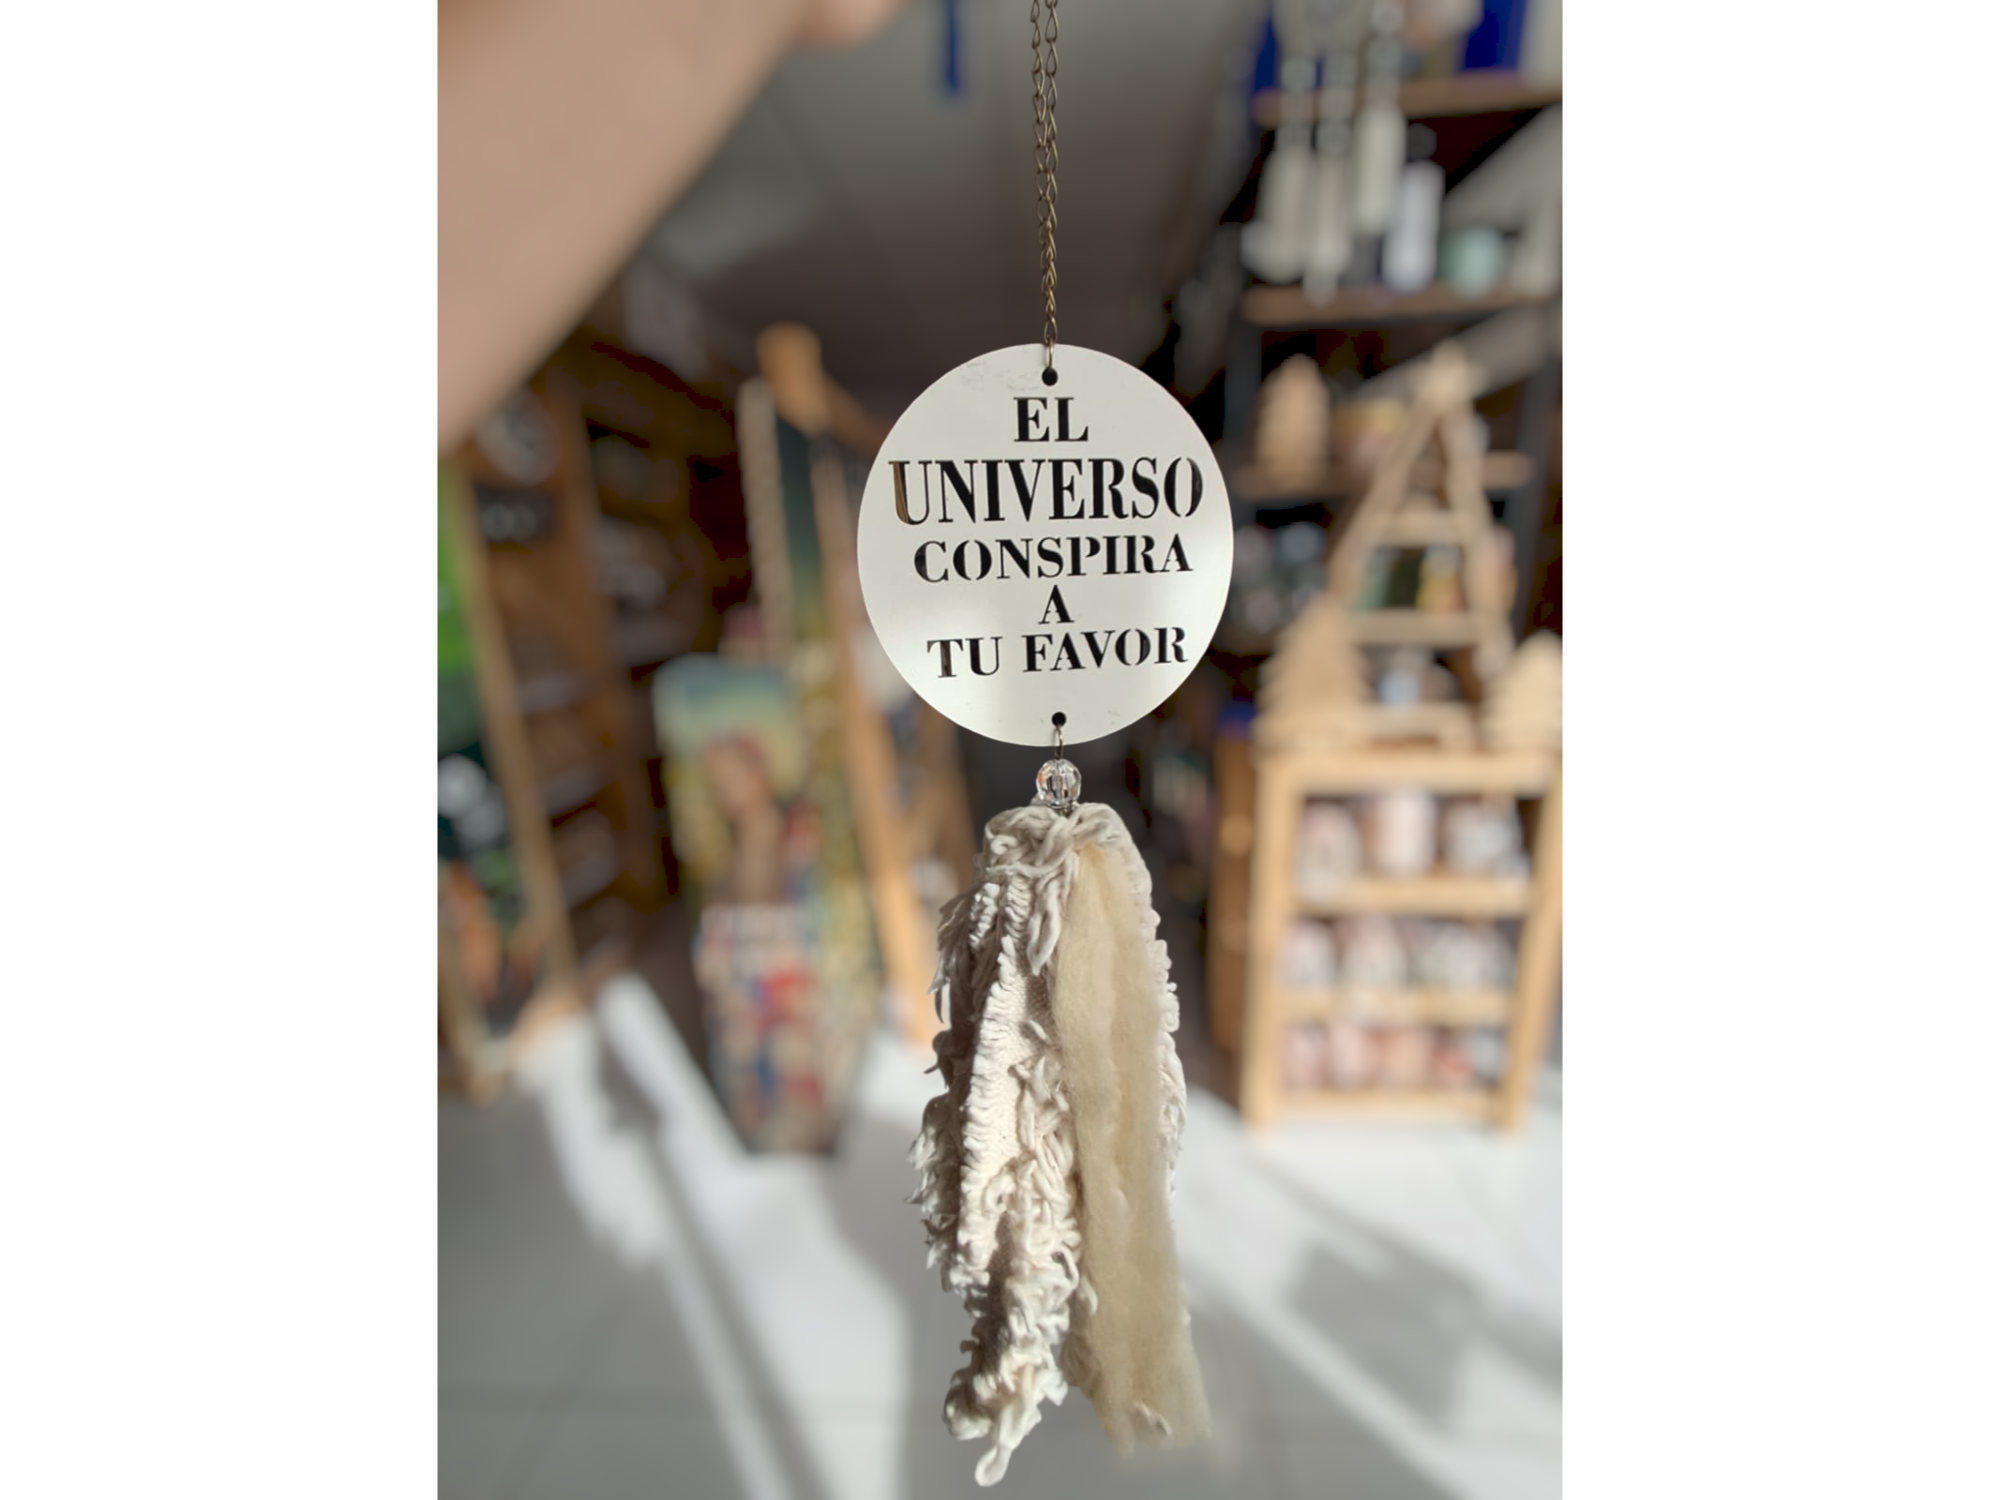 EL
UNIVERSO
CONSPIRA
A
TU FAVOR